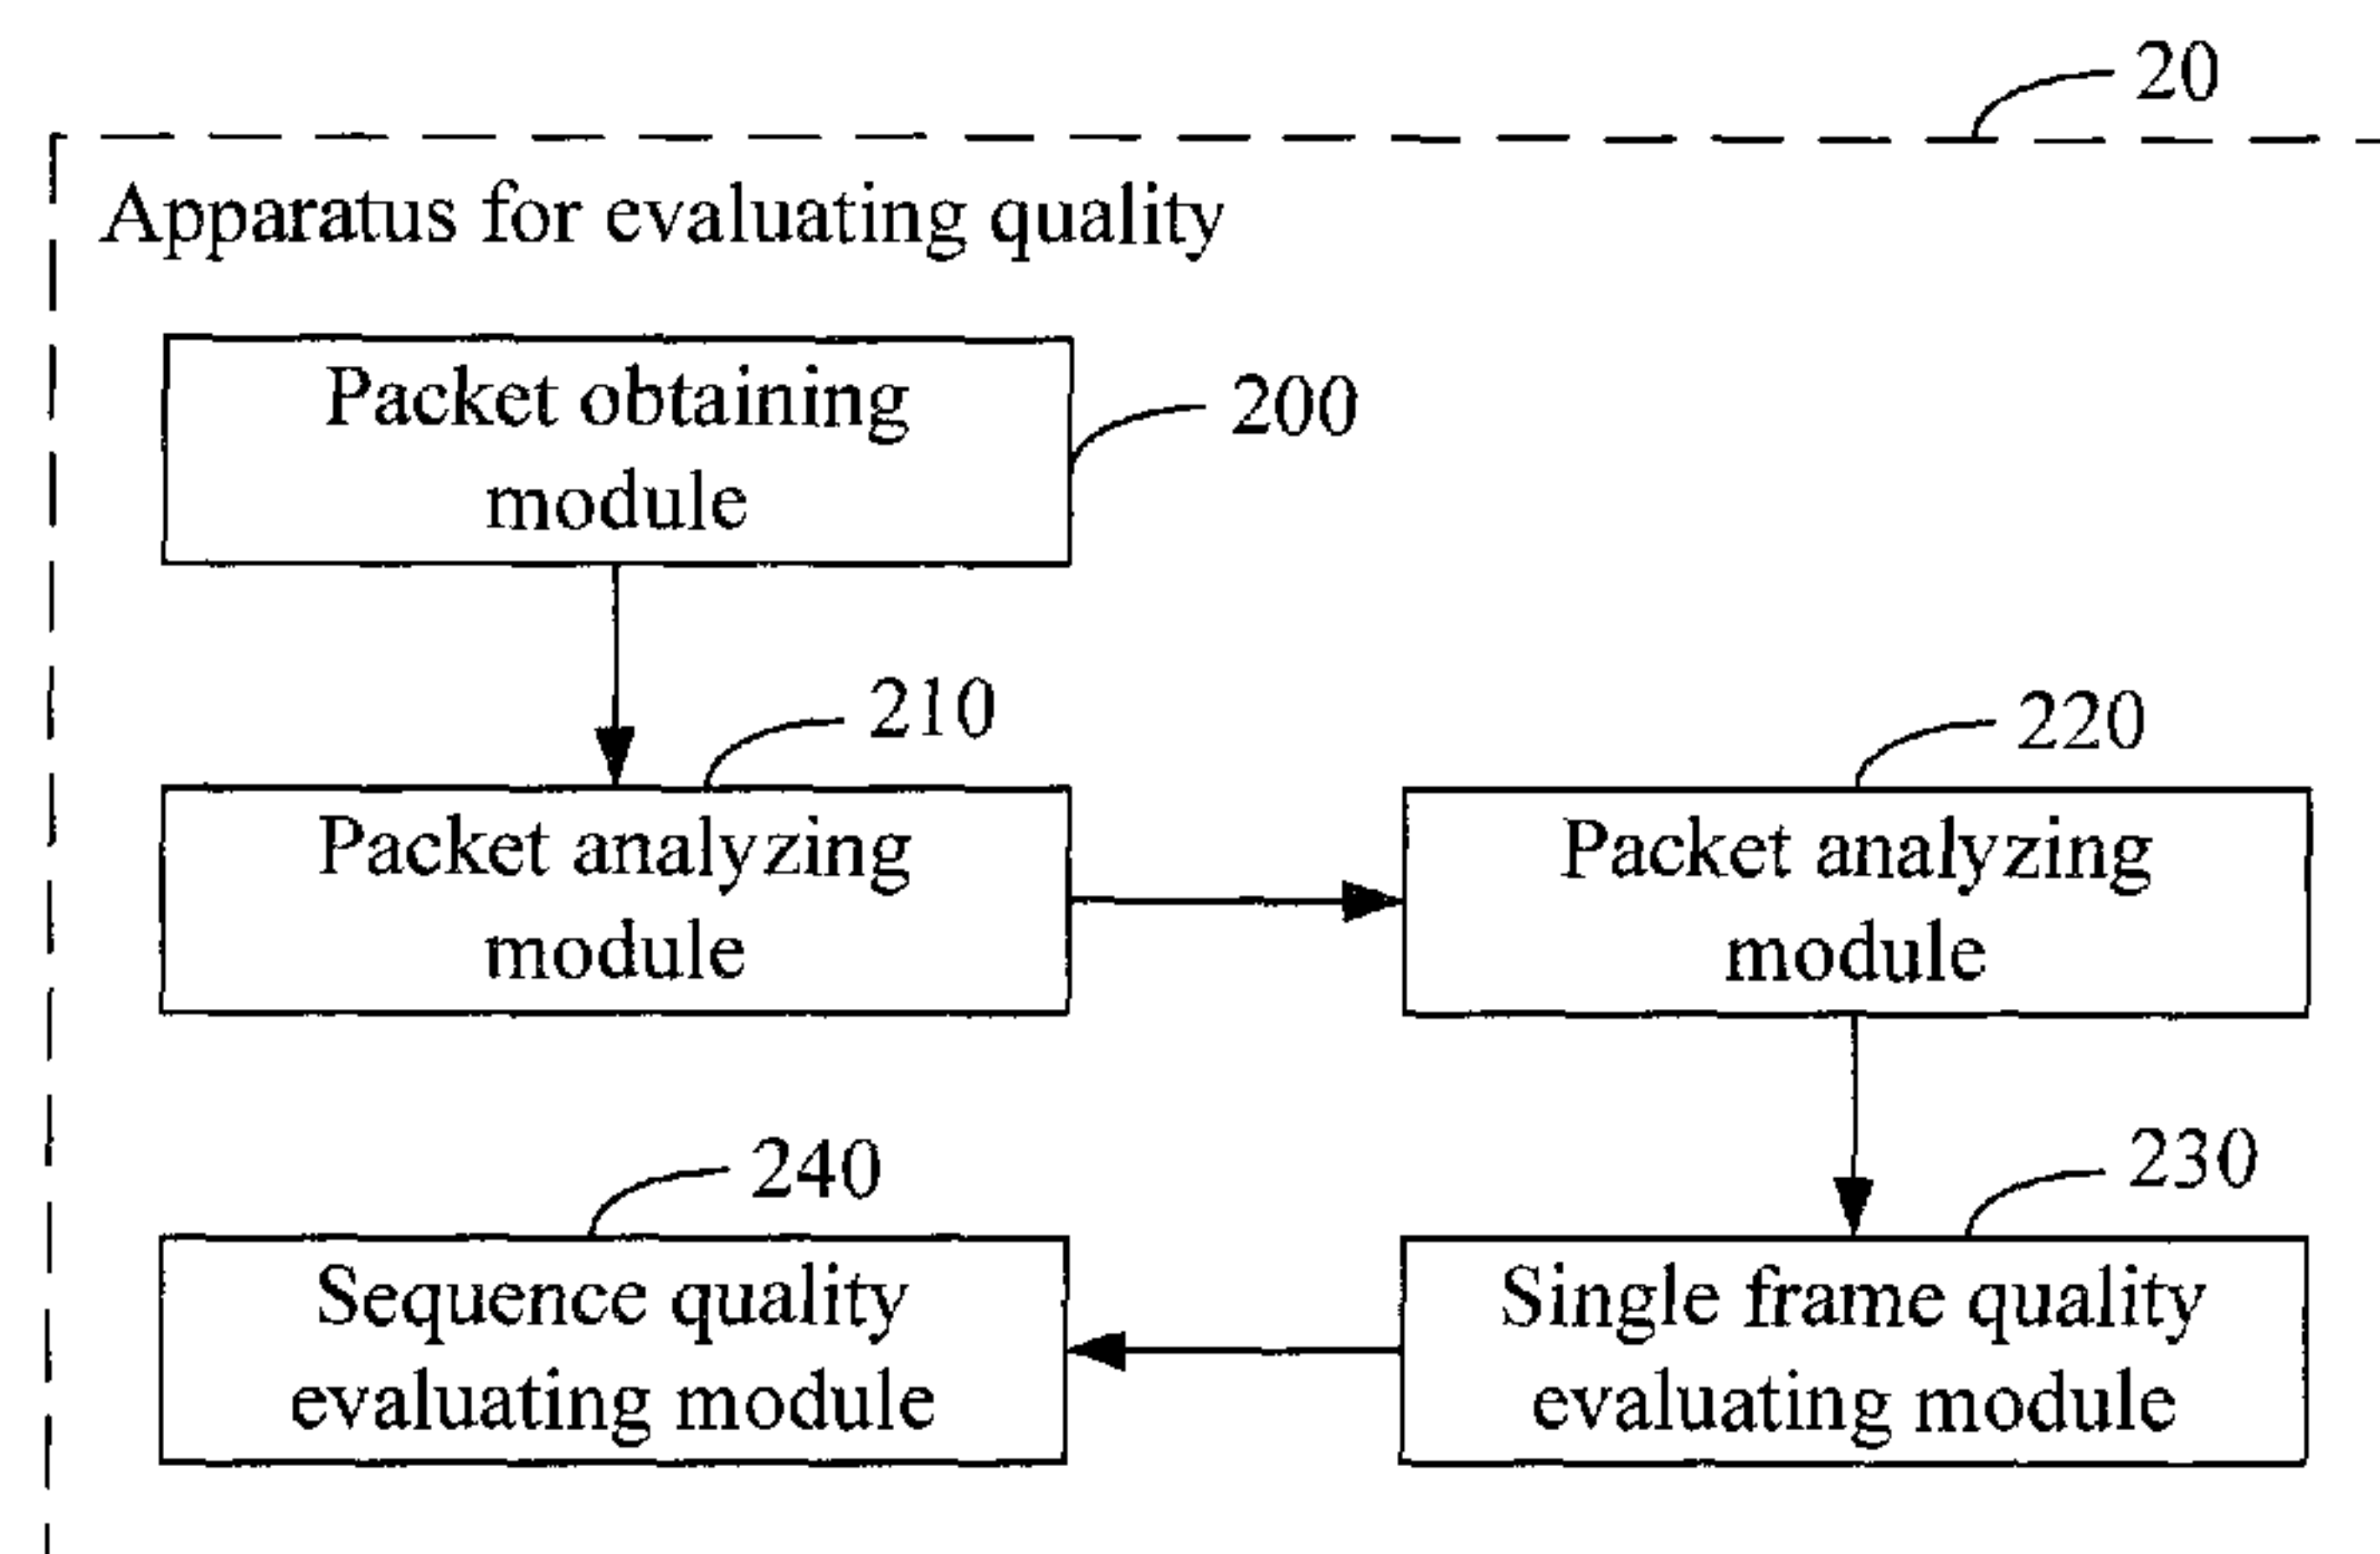 20
Apparatus for evaluating quality
Packet obtaining
module
200
210
220
Packet analyzing
module
Packet analyzing
module
240
230
Sequence quality
evaluating module
Single frame quality
evaluating module